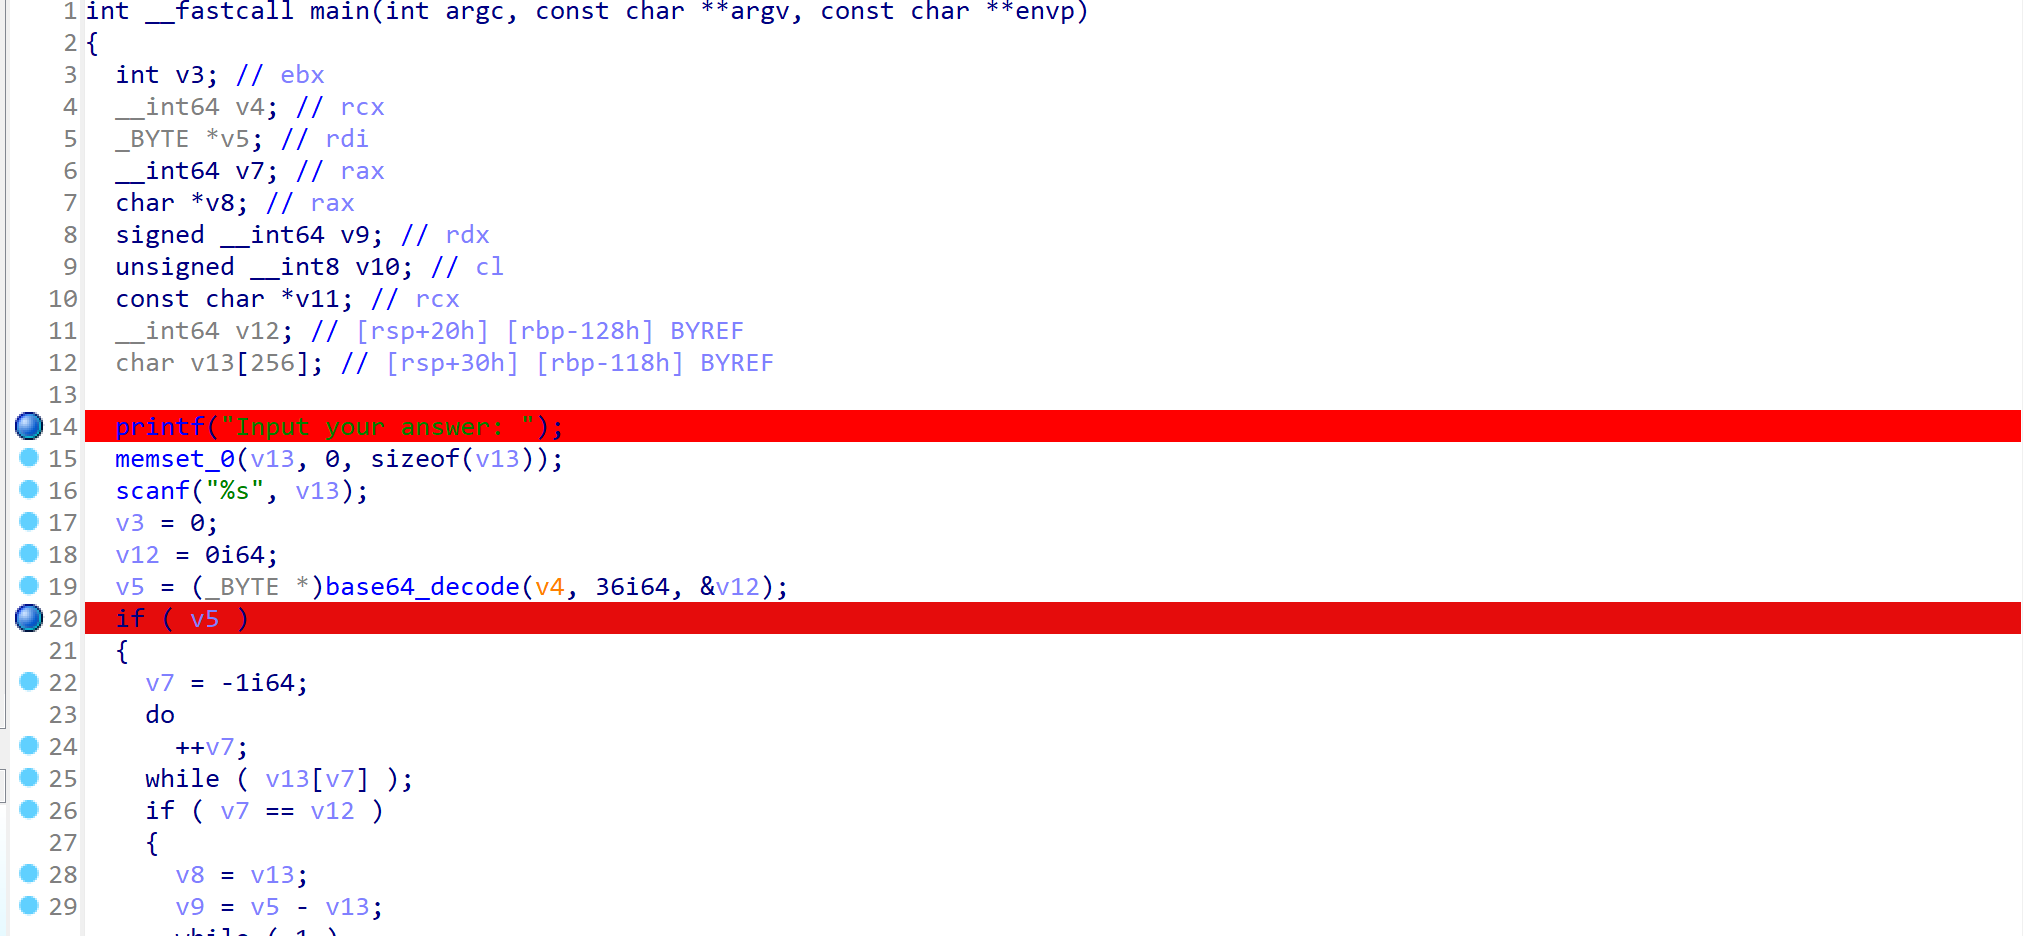 1 int __fastcall main(int argc, const char **argv, const char **envp)
2 {
3 int v3; // ebx
4 __int64 v4; // rcx
5 _BYTE *v5; // rdi
6 __int64 v7; // rax
7 char *v8; // rax
8 signed __int64 v9; // rdx
9 unsigned __int8 v10; // cl
10 const char *v11; // rcx
11 __int64 v12; // [rsp+20h] [rbp-128h] BYREF
12 char v13[256]; // [rsp+30h] [rbp-118h] BYREF
13
14 printf("Input your answer: ");
15 memset_0(v13, 0, sizeof(v13));
16 scanf("%s", v13);
17 v3 = 0;
18 v12 = 0i64;
19 v5 = (_BYTE *)base64_decode(v4, 36i64, &v12);
20 if ( v5 )
21 {
22 v7 = -1i64;
23 do
24 ++v7;
25 while ( v13[v7] );
26 if ( v7 == v12 )
27 {
28 v8 = v13;
29 v9 = v5 - v13;
while ( 1 )